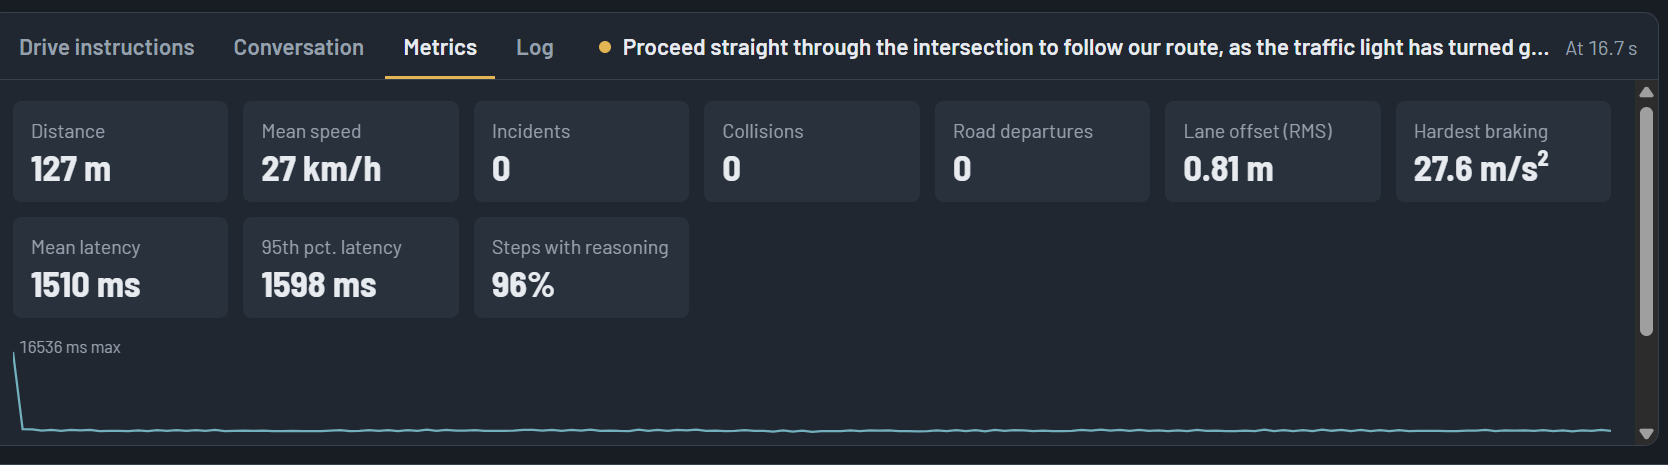 Drive instructions Conversation Metrics Log Proceed straight through the intersection to follow our route, as the traffic light has turned g... At 16.7 s
Distance Mean speed Incidents Collisions Road departures Lane offset (RMS) Hardest braking
127 m 27 km/h 0 0 0 0.81 m 27.6 m/s²
Mean latency 95th pct. latency Steps with reasoning
1510 ms 1598 ms 96%
16536 ms max